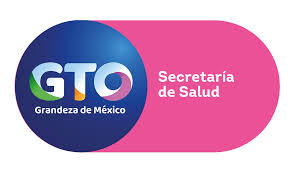 GTO
Grandeza de México
Secretaría
de Salud